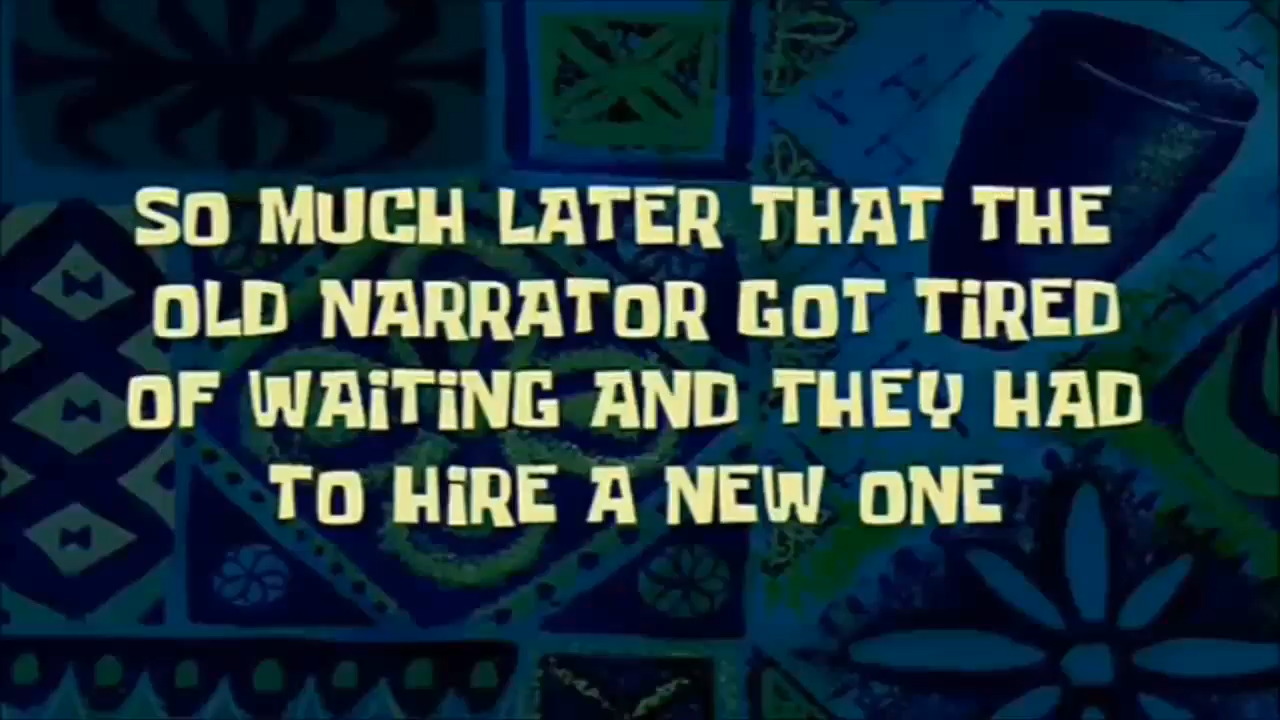 SO MUCH LATER THAT THE
OLD NARRATOR GOT TiRED
OF WAiTiNG AND THEY HAD
TO HiRE A NEW ONE